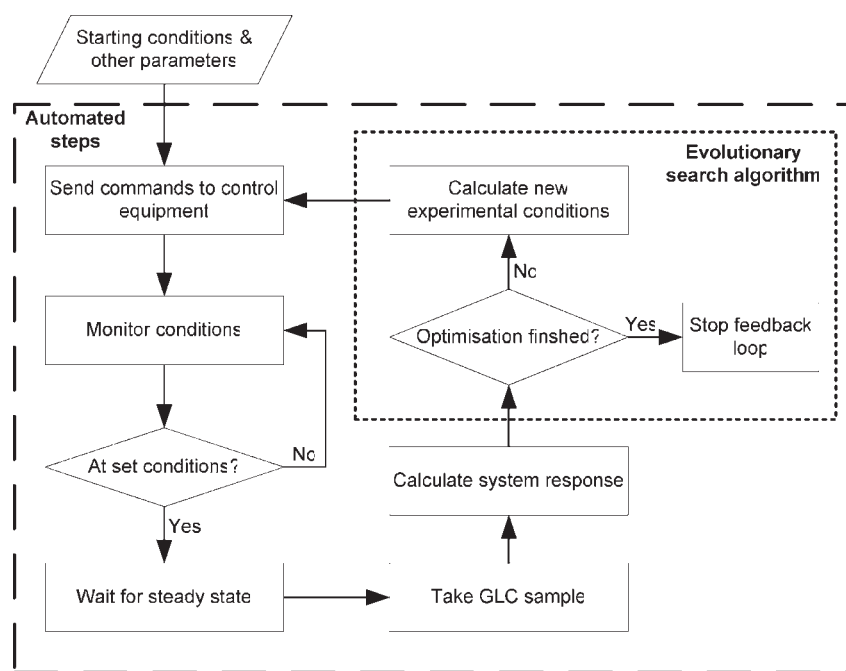 Starting conditions &
other parameters
Automated
steps
Send commands to control
equipment
Monitor conditions
At set conditions?
No
Yes
Wait for steady state
Take GLC sample
Calculate system response
Evolutionary
search algorithm
Calculate new
experimental conditions
No
Optimisation finshed?
Yes
Stop feedback
loop